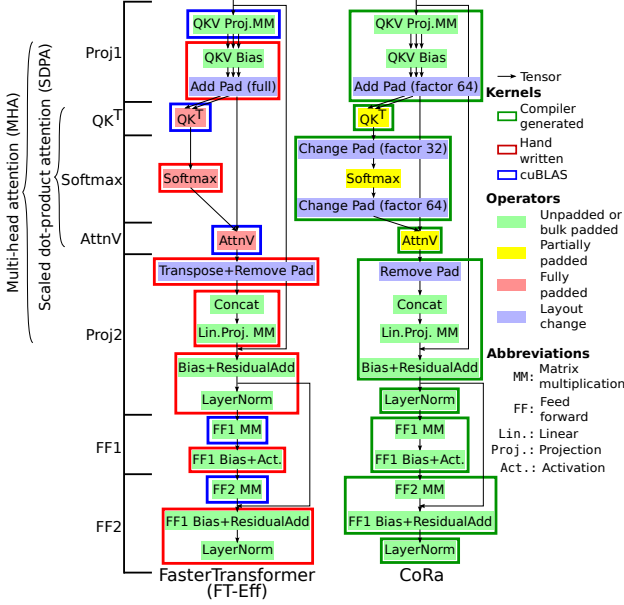 Multi-head attention (MHA)
Scaled dot-product attention (SDPA)
Proj1
QKT
Softmax
AttnV
Proj2
FF1
FF2
QKV Proj.MM
QKV Bias
Add Pad (full)
QKT
Softmax
AttnV
Transpose+Remove Pad
Concat
Lin.Proj. MM
Bias+ResidualAdd
LayerNorm
FF1 MM
FF1 Bias+Act.
FF2 MM
FF1 Bias+ResidualAdd
LayerNorm
FasterTransformer
(FT-Eff)
QKV Proj.MM
QKV Bias
Add Pad (factor 64)
QKT
Change Pad (factor 32)
Softmax
Change Pad (factor 64)
AttnV
Remove Pad
Concat
Lin.Proj. MM
Bias+ResidualAdd
LayerNorm
FF1 MM
FF1 Bias+Act.
FF2 MM
FF1 Bias+ResidualAdd
LayerNorm
CoRa
Tensor
Kernels
Compiler
generated
Hand
written
cuBLAS
Operators
Unpadded or
bulk padded
Partially
padded
Fully
padded
Layout
change
Abbreviations
MM: Matrix
multiplication
FF: Feed
forward
Lin.: Linear
Proj.: Projection
Act.: Activation